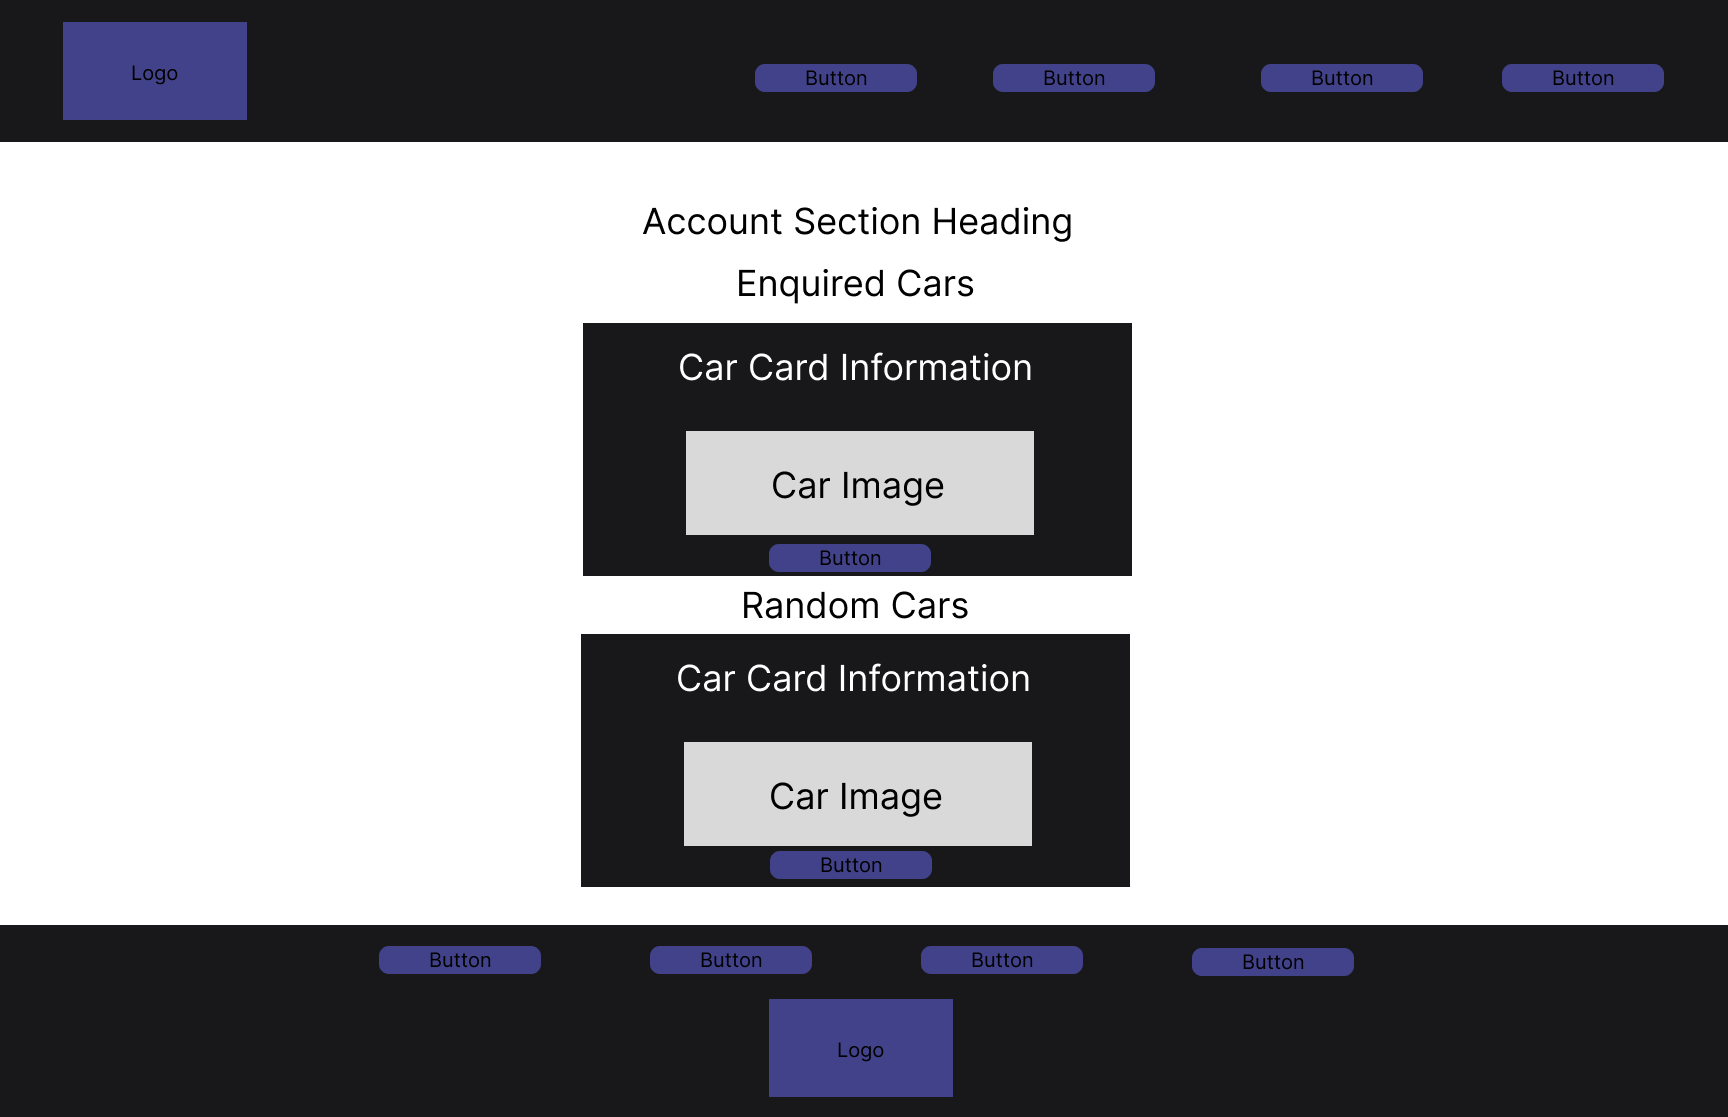 Logo
Button
Button
Button
Button
Account Section Heading
Enquired Cars
Car Card Information
Car Image
Button
Random Cars
Car Card Information
Car Image
Button
Button
Button
Button
Button
Logo